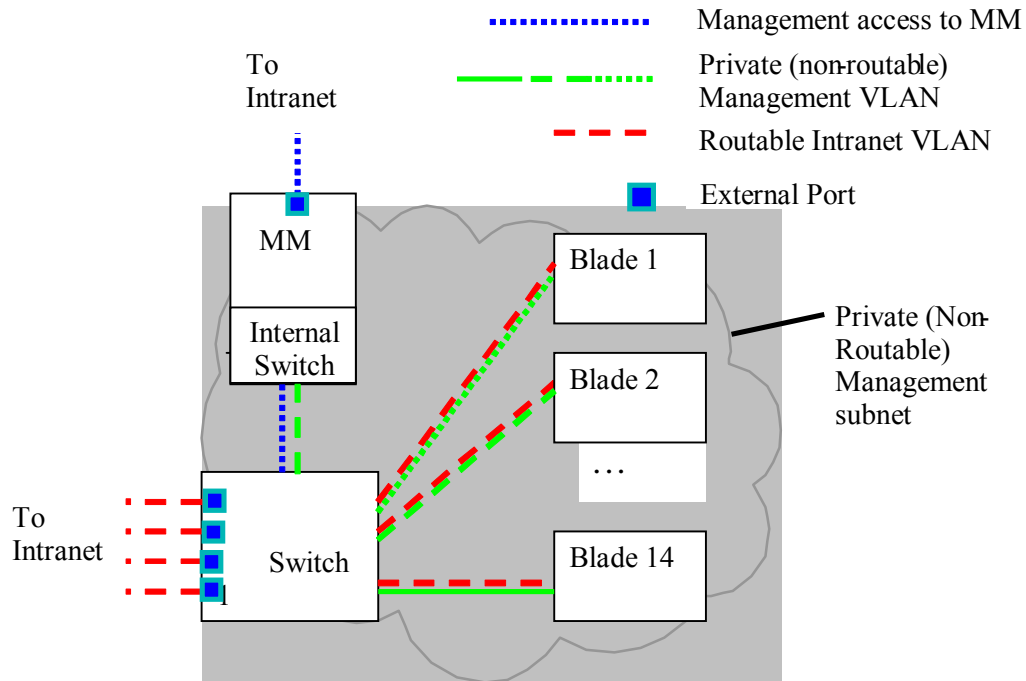 Management access to MM
To
Intranet
Private (non-routable)
Management VLAN
Routable Intranet VLAN
External Port
MM
Internal
Switch
Blade 1
Blade 2
…
Blade 14
Private (Non-
Routable)
Management
subnet
To
Intranet
Switch